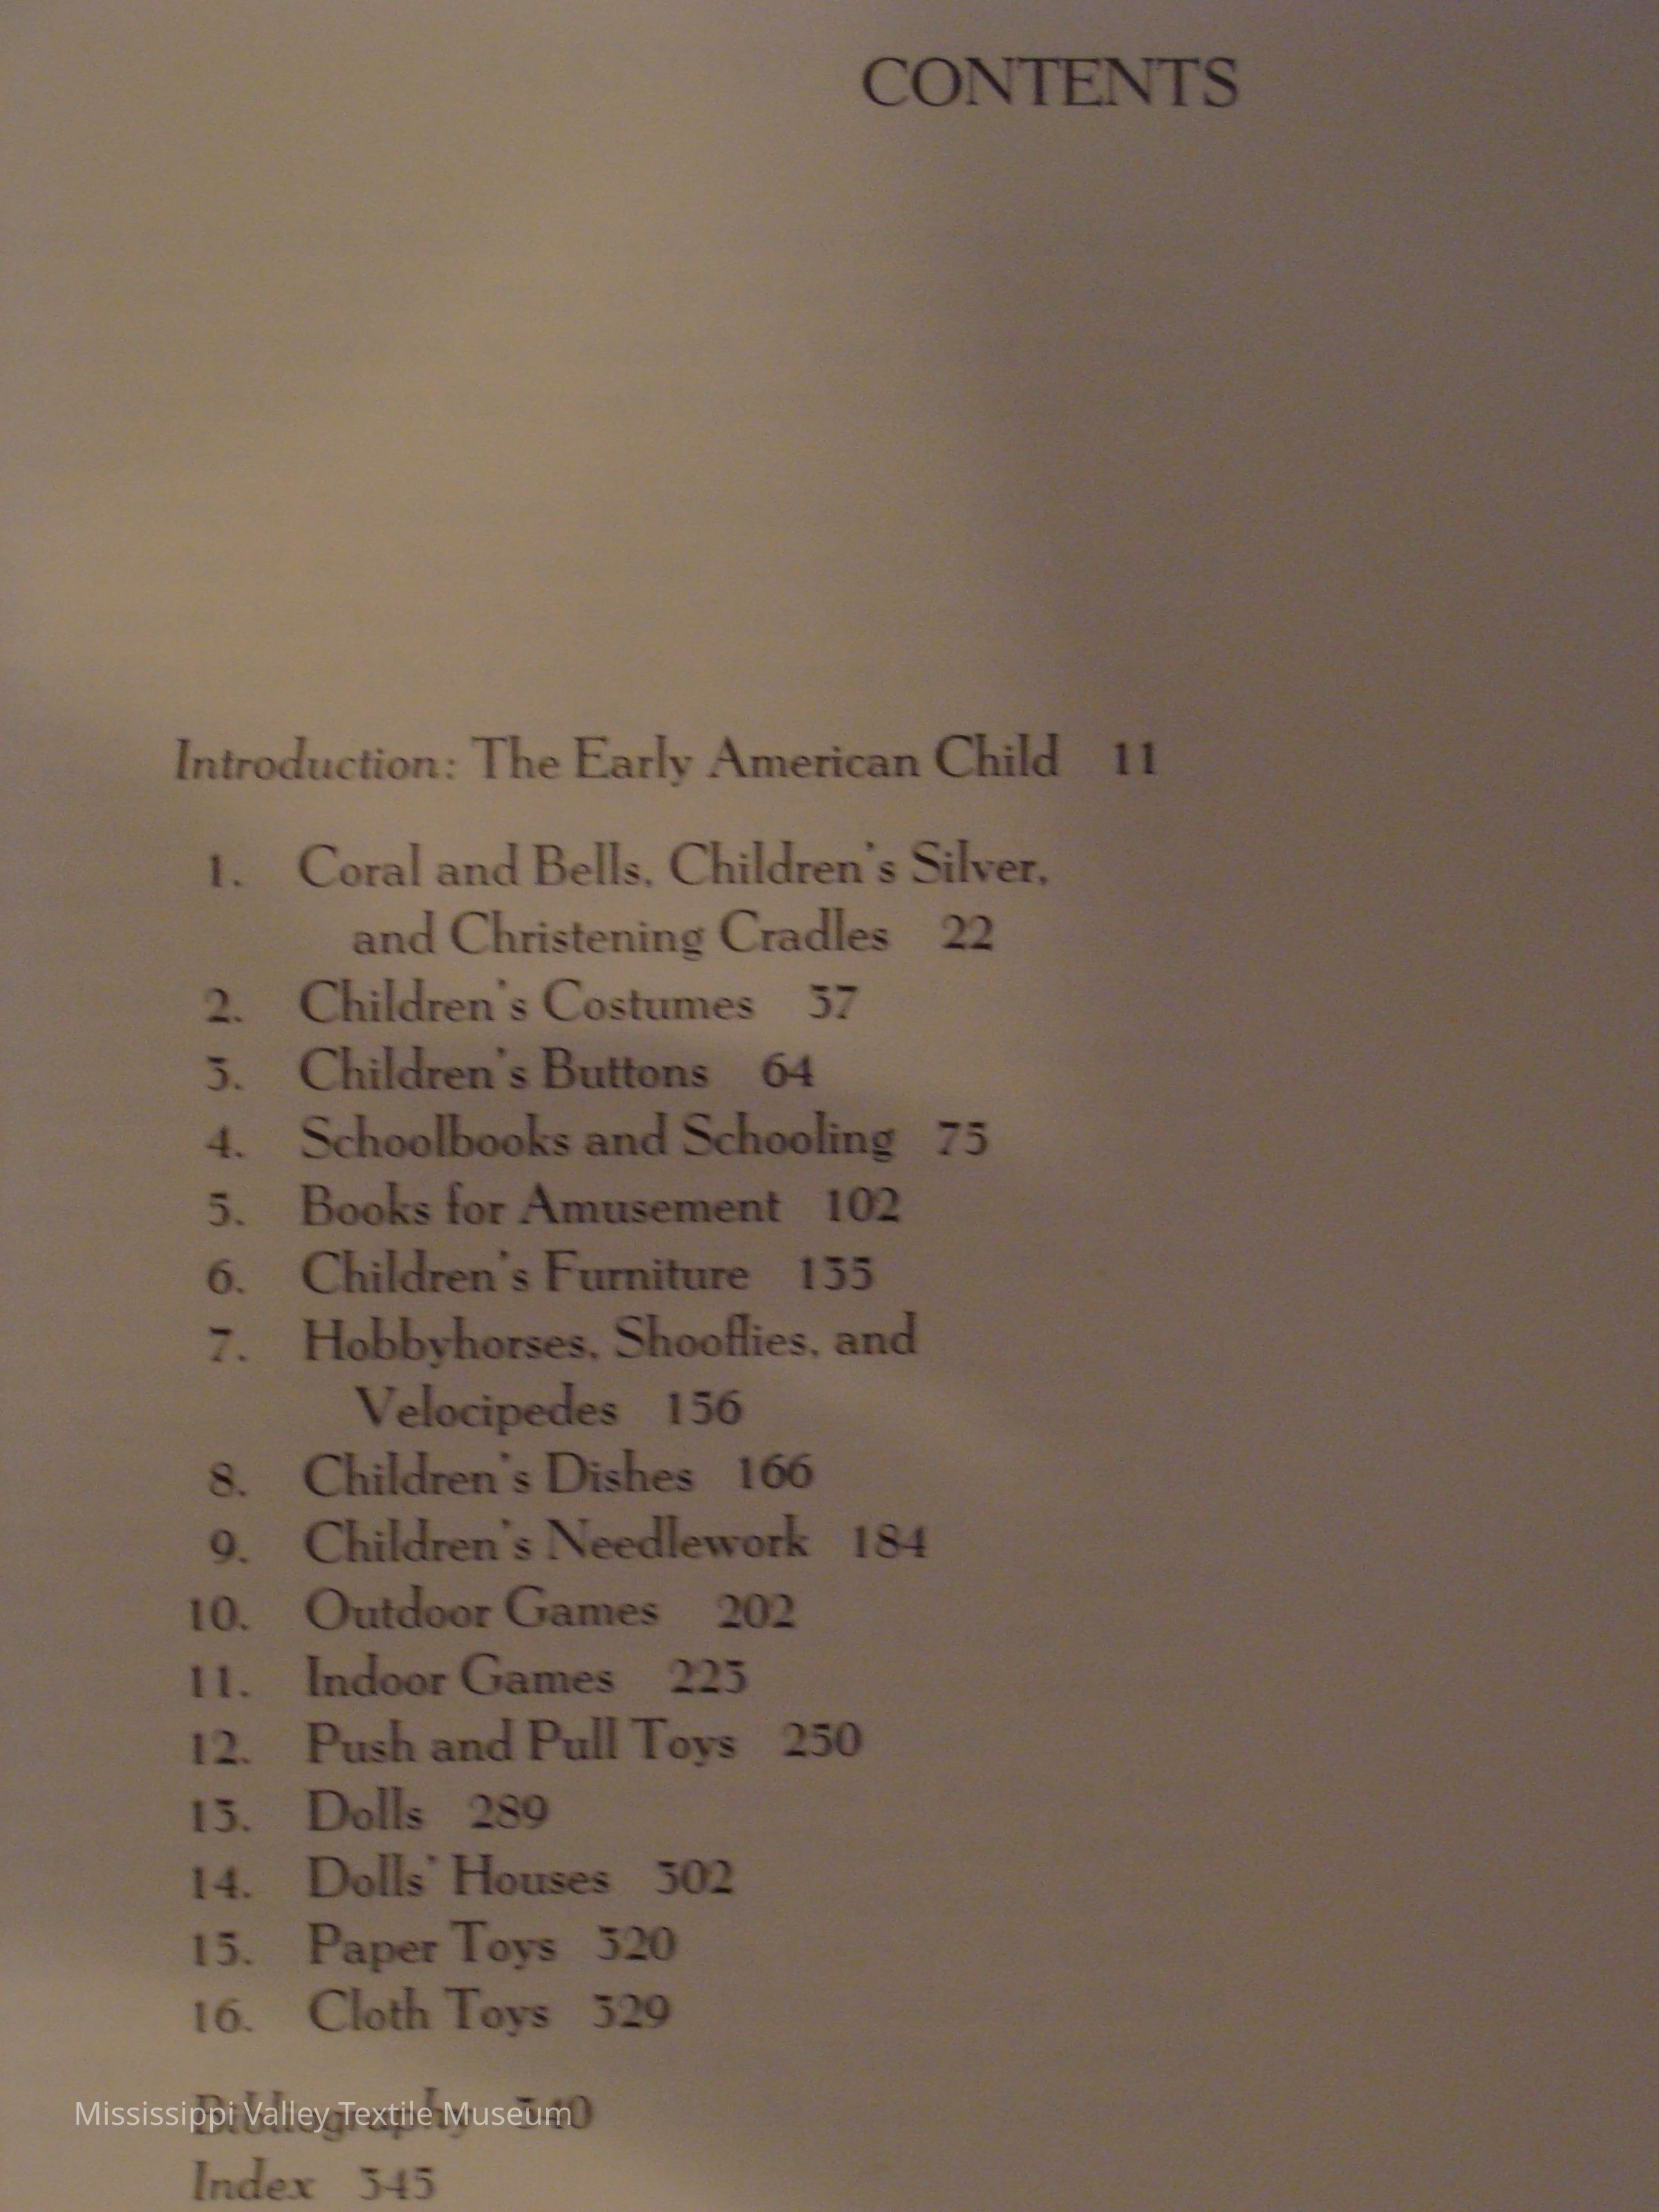 CONTENTS
Introduction: The Early American Child 11
1. Coral and Bells, Children's Silver,
and Christening Cradles 22
2. Children's Costumes 37
3. Children's Buttons 64
4. Schoolbooks and Schooling 75
5. Books for Amusement 102
6. Children's Furniture 135
7. Hobbyhorses, Shooflies, and
Velocipedes 156
8. Children's Dishes 166
9. Children's Needlework 184
10. Outdoor Games 202
11. Indoor Games 223
12. Push and Pull Toys 250
13. Dolls 289
14. Dolls' Houses 302
15. Paper Toys 320
16. Cloth Toys 329
Bibliography 340
Mississippi Valley Textile Museum
Index 345